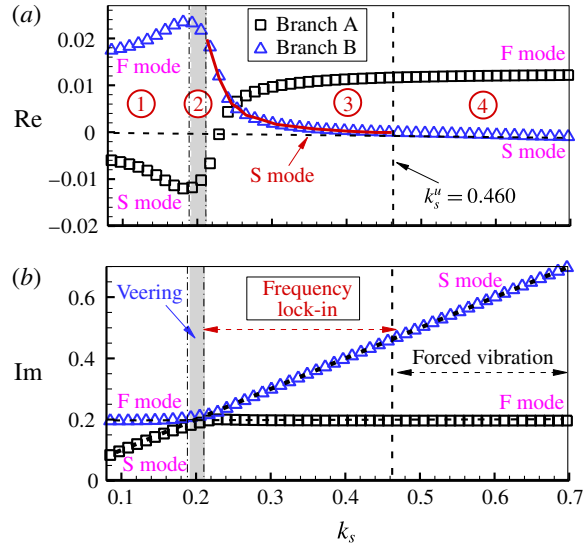 (a)
0.02
0.01
0
−0.01
−0.02
Re
Branch A
Branch B
F mode
F mode
1
2
3
4
S mode
S mode
S mode
k_s^u = 0.460
(b)
0.6
0.4
0.2
0
Im
Veering
Frequency
lock-in
S mode
Forced vibration
F mode
F mode
S mode
0.1
0.2
0.3
0.4
0.5
0.6
0.7
k_s